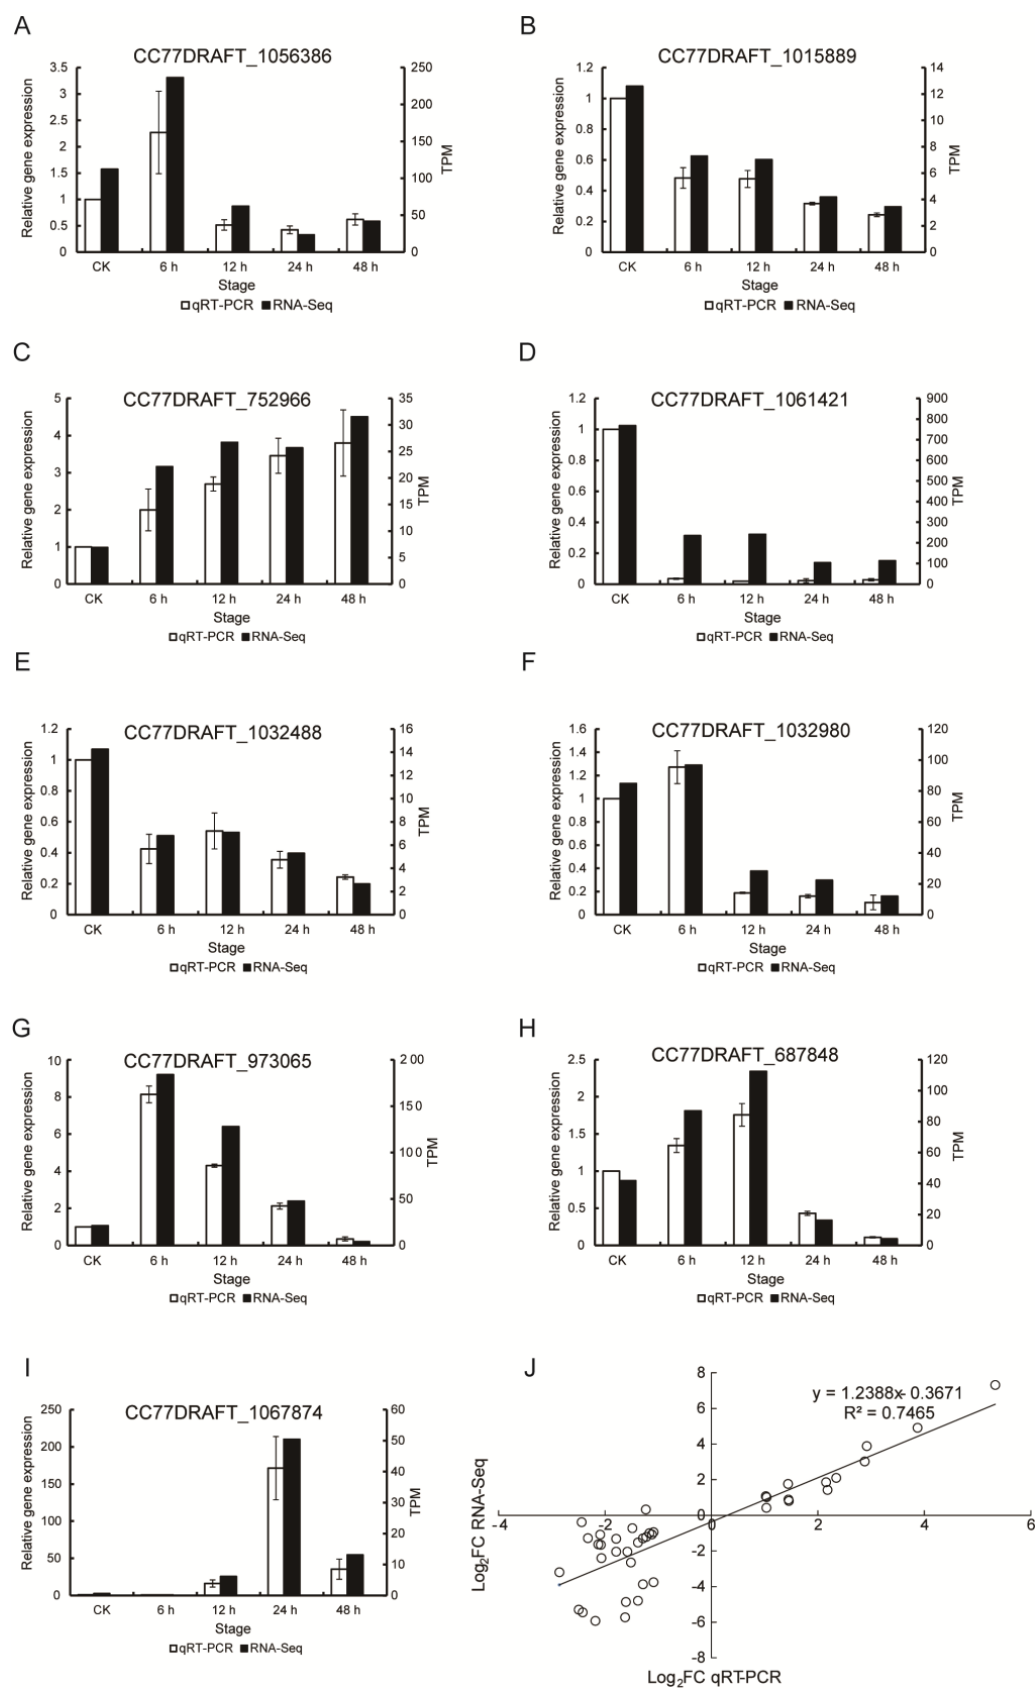 A
CC77DRAFT_1056386
Relative gene expression
3.5
3
2.5
2
1.5
1
0.5
0
250
200
150
100
50
0
TPM
CK 6 h 12 h 24 h 48 h
Stage
qRT-PCR RNA-Seq
B
CC77DRAFT_1015889
Relative gene expression
1.2
1
0.8
0.6
0.4
0.2
0
14
12
10
8
6
4
2
0
TPM
CK 6 h 12 h 24 h 48 h
Stage
qRT-PCR RNA-Seq
C
CC77DRAFT_752966
Relative gene expression
5
4
3
2
1
0
35
30
25
20
15
10
5
0
TPM
CK 6 h 12 h 24 h 48 h
Stage
qRT-PCR RNA-Seq
D
CC77DRAFT_1061421
Relative gene expression
1.2
1
0.8
0.6
0.4
0.2
0
900
800
700
600
500
400
300
200
100
0
TPM
CK 6 h 12 h 24 h 48 h
Stage
qRT-PCR RNA-Seq
E
CC77DRAFT_1032488
Relative gene expression
1.2
1
0.8
0.6
0.4
0.2
0
16
14
12
10
8
6
4
2
0
TPM
CK 6 h 12 h 24 h 48 h
Stage
qRT-PCR RNA-Seq
F
CC77DRAFT_1032980
Relative gene expression
1.6
1.4
1.2
1
0.8
0.6
0.4
0.2
0
120
100
80
60
40
20
0
TPM
CK 6 h 12 h 24 h 48 h
Stage
qRT-PCR RNA-Seq
G
CC77DRAFT_973065
Relative gene expression
10
8
6
4
2
0
200
150
100
50
0
TPM
CK 6 h 12 h 24 h 48 h
Stage
qRT-PCR RNA-Seq
H
CC77DRAFT_687848
Relative gene expression
2.5
2
1.5
1
0.5
0
120
100
80
60
40
20
0
TPM
CK 6 h 12 h 24 h 48 h
Stage
qRT-PCR RNA-Seq
I
CC77DRAFT_1067874
Relative gene expression
250
200
150
100
50
0
60
50
40
30
20
10
0
TPM
CK 6 h 12 h 24 h 48 h
Stage
qRT-PCR RNA-Seq
J
y = 1.2388x- 0.3671
R² = 0.7465
Log₂FC RNA-Seq
8
6
4
2
0
-2
-4
-6
-8
-4 -2 0 2 4 6
Log₂FC qRT-PCR